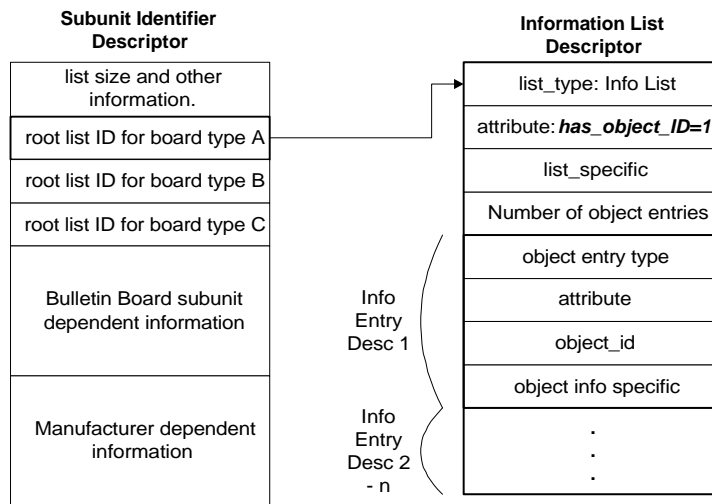 Subunit Identifier
Descriptor
list size and other
information.
root list ID for board type A
root list ID for board type B
root list ID for board type C
Bulletin Board subunit
dependent information
Manufacturer dependent
information
Information List
Descriptor
list_type: Info List
attribute: has_object_ID=1
list_specific
Number of object entries
object entry type
attribute
object_id
object info specific
.
.
.
Info
Entry
Desc 1
Info
Entry
Desc 2
- n